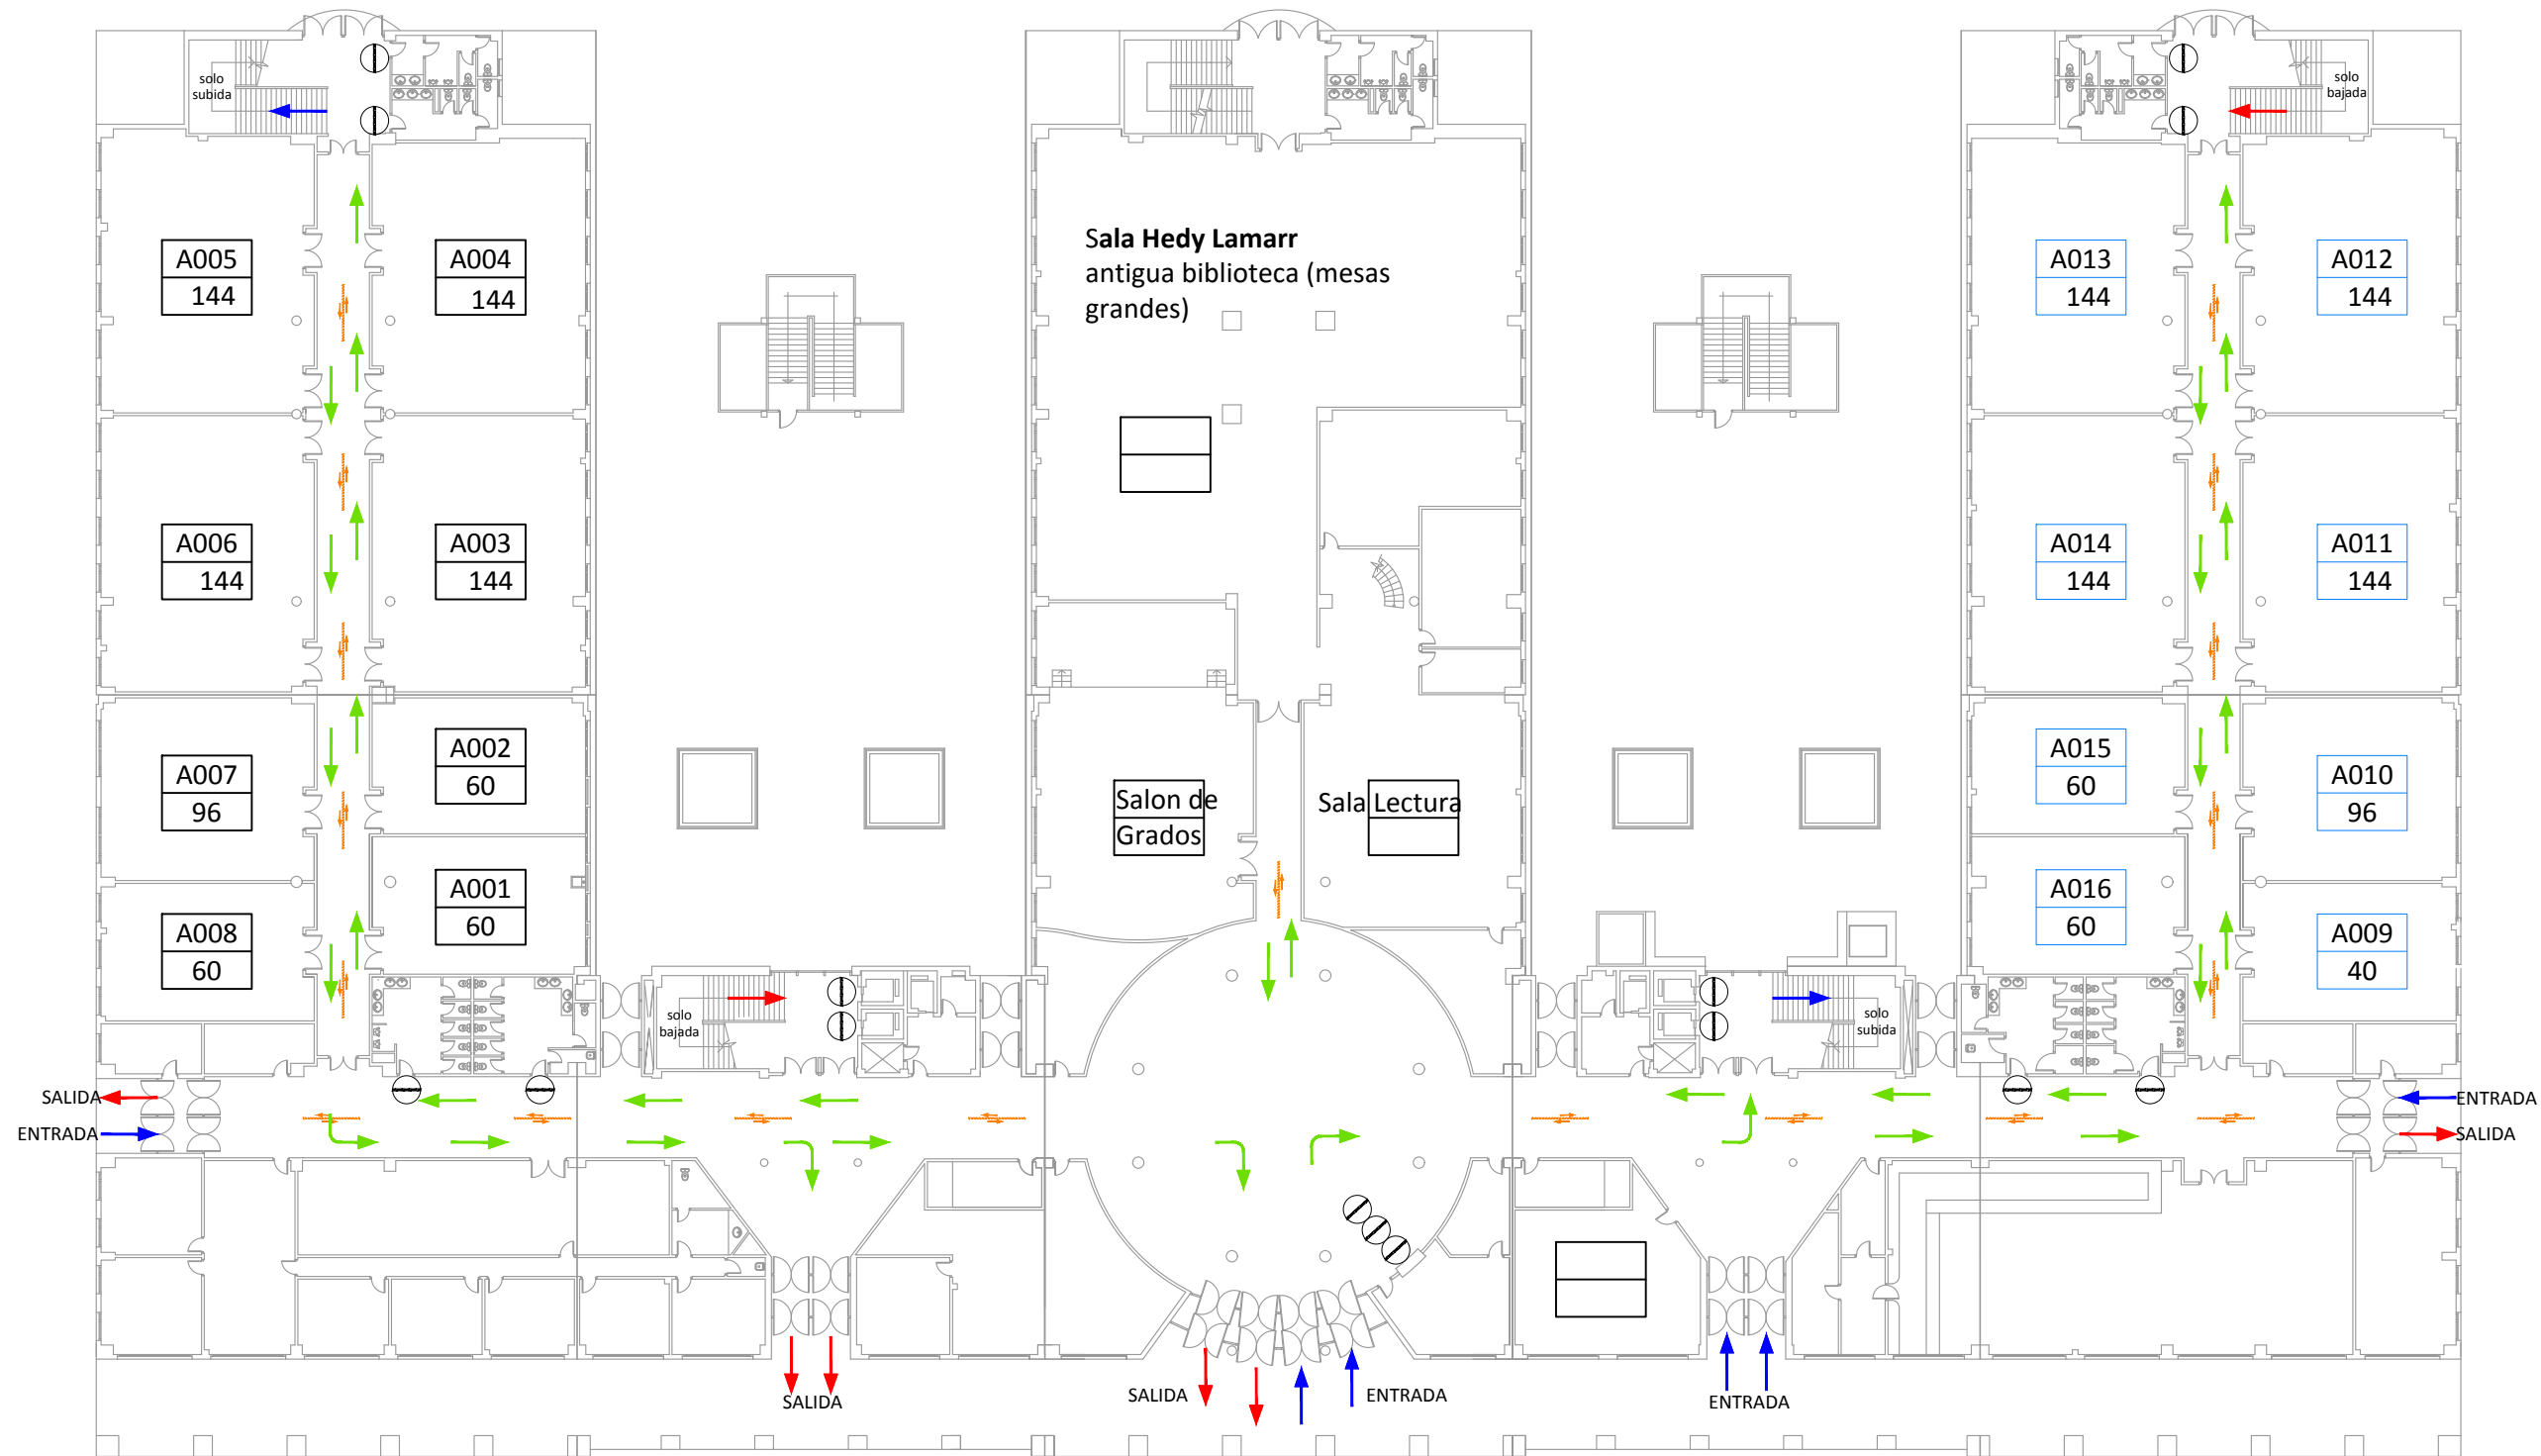 solo
subida
solo
bajada
Sala Hedy Lamarr
antigua biblioteca (mesas
grandes)
A005
144
A004
144
A013
144
A012
144
A006
144
A003
144
A014
144
A011
144
A007
96
A002
60
Salon de
Grados
Sala Lectura
A015
60
A010
96
A001
60
A008
60
A016
60
A009
40
solo
bajada
solo
subida
SALIDA
ENTRADA
ENTRADA
SALIDA
SALIDA
SALIDA
ENTRADA
ENTRADA